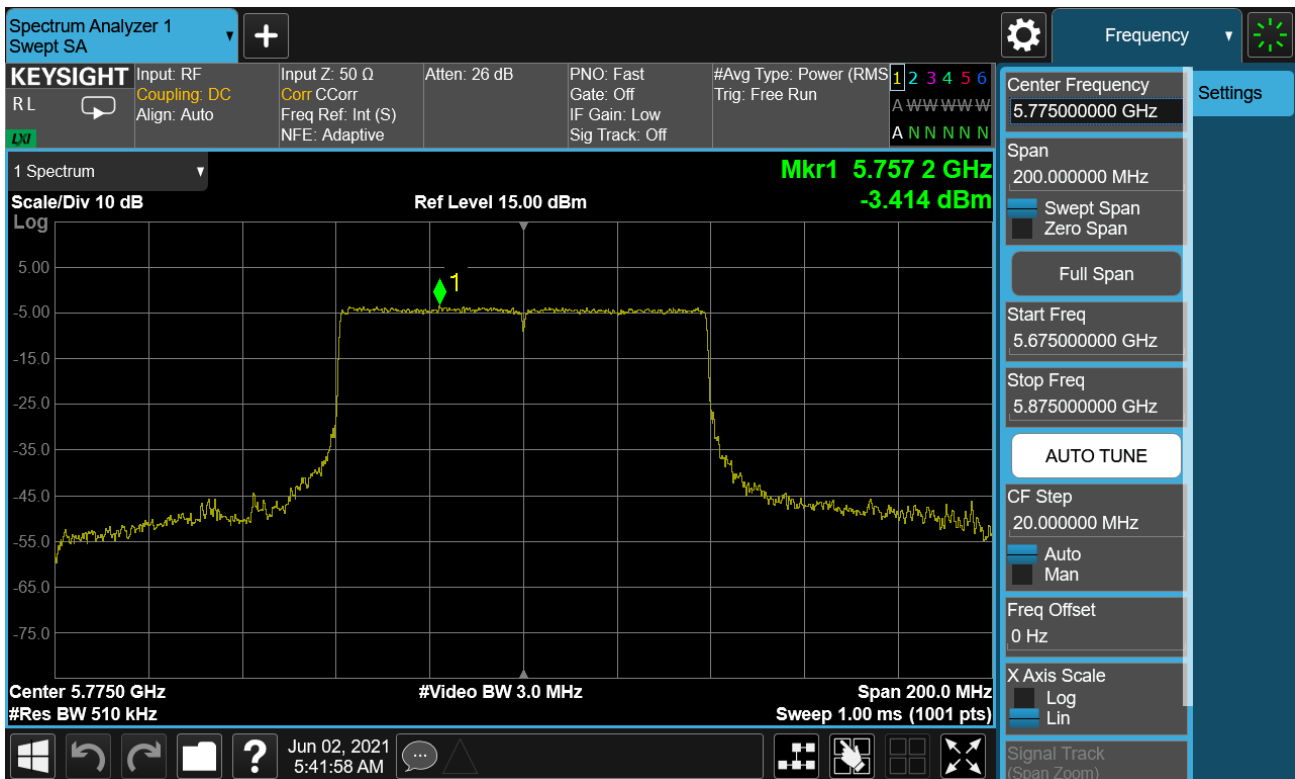 Spectrum Analyzer 1
Swept SA
Frequency
KEYSIGHT
R L
LXI
Input: RF
Coupling: DC
Align: Auto
Input Z: 50 Ω
Corr CCorr
Freq Ref: Int (S)
NFE: Adaptive
Atten: 26 dB
PNO: Fast
Gate: Off
IF Gain: Low
Sig Track: Off
#Avg Type: Power (RMS
Trig: Free Run
1 2 3 4 5 6
A W W W W W
A N N N N N
1 Spectrum
Mkr1 5.757 2 GHz
-3.414 dBm
Scale/Div 10 dB
Ref Level 15.00 dBm
Log
1
5.00
-5.00
-15.0
-25.0
-35.0
-45.0
-55.0
-65.0
-75.0
Center 5.7750 GHz
#Video BW 3.0 MHz
Span 200.0 MHz
#Res BW 510 kHz
Sweep 1.00 ms (1001 pts)
Jun 02, 2021
5:41:58 AM
Center Frequency
5.775000000 GHz
Settings
Span
200.000000 MHz
Swept Span
Zero Span
Full Span
Start Freq
5.675000000 GHz
Stop Freq
5.875000000 GHz
AUTO TUNE
CF Step
20.000000 MHz
Auto
Man
Freq Offset
0 Hz
X Axis Scale
Log
Lin
Signal Track
(Span Zoom)